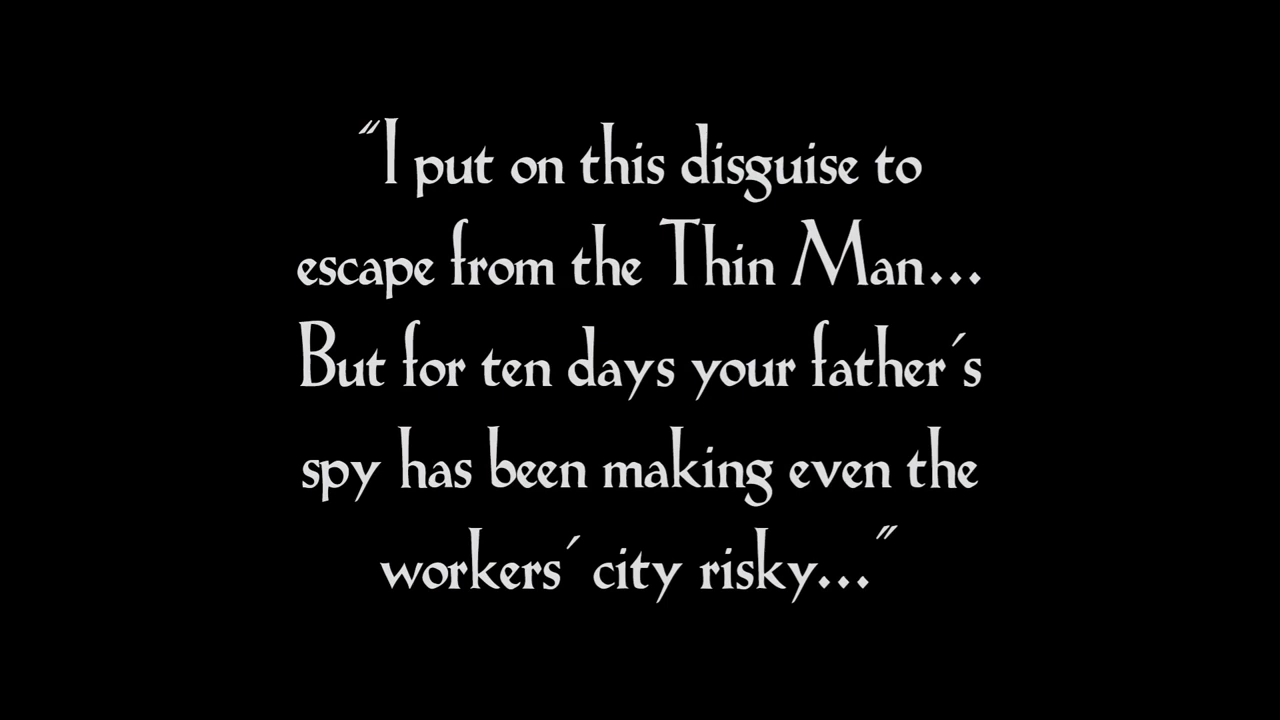 "I put on this disguise to
escape from the Thin Man...
But for ten days your father´s
spy has been making even the
workers´ city risky..."